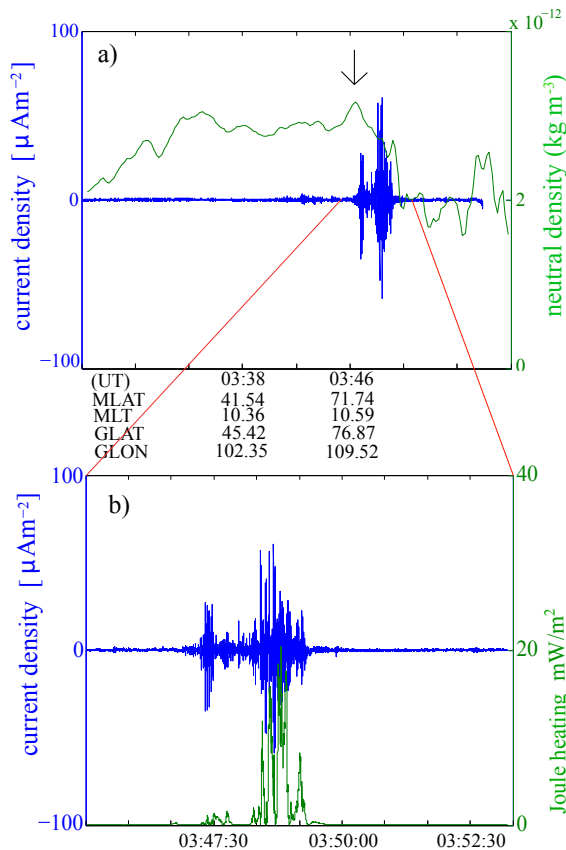 x 10⁻¹²
100
a)
current density [ μ Am⁻²]
0
2
neutral density (kg m⁻³)
−100
0
(UT) 03:38 03:46
MLAT 41.54 71.74
MLT 10.36 10.59
GLAT 45.42 76.87
GLON 102.35 109.52
100
40
b)
current density [ μ Am⁻²]
0
20
Joule heating mW/m²
−100
0
03:47:30 03:50:00 03:52:30